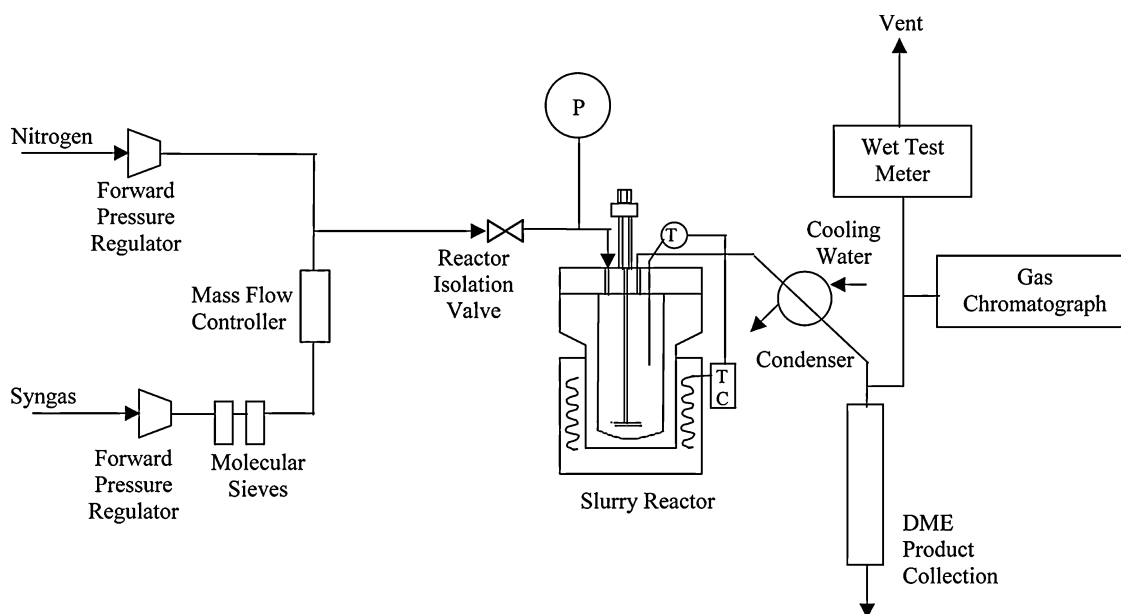 Vent
P
Nitrogen
Wet Test
Meter
Forward
Pressure
Regulator
T
Cooling
Water
Reactor
Isolation
Valve
Gas
Chromatograph
Mass Flow
Controller
Condenser
T
C
Syngas
Forward
Pressure
Regulator
Molecular
Sieves
Slurry Reactor
DME
Product
Collection